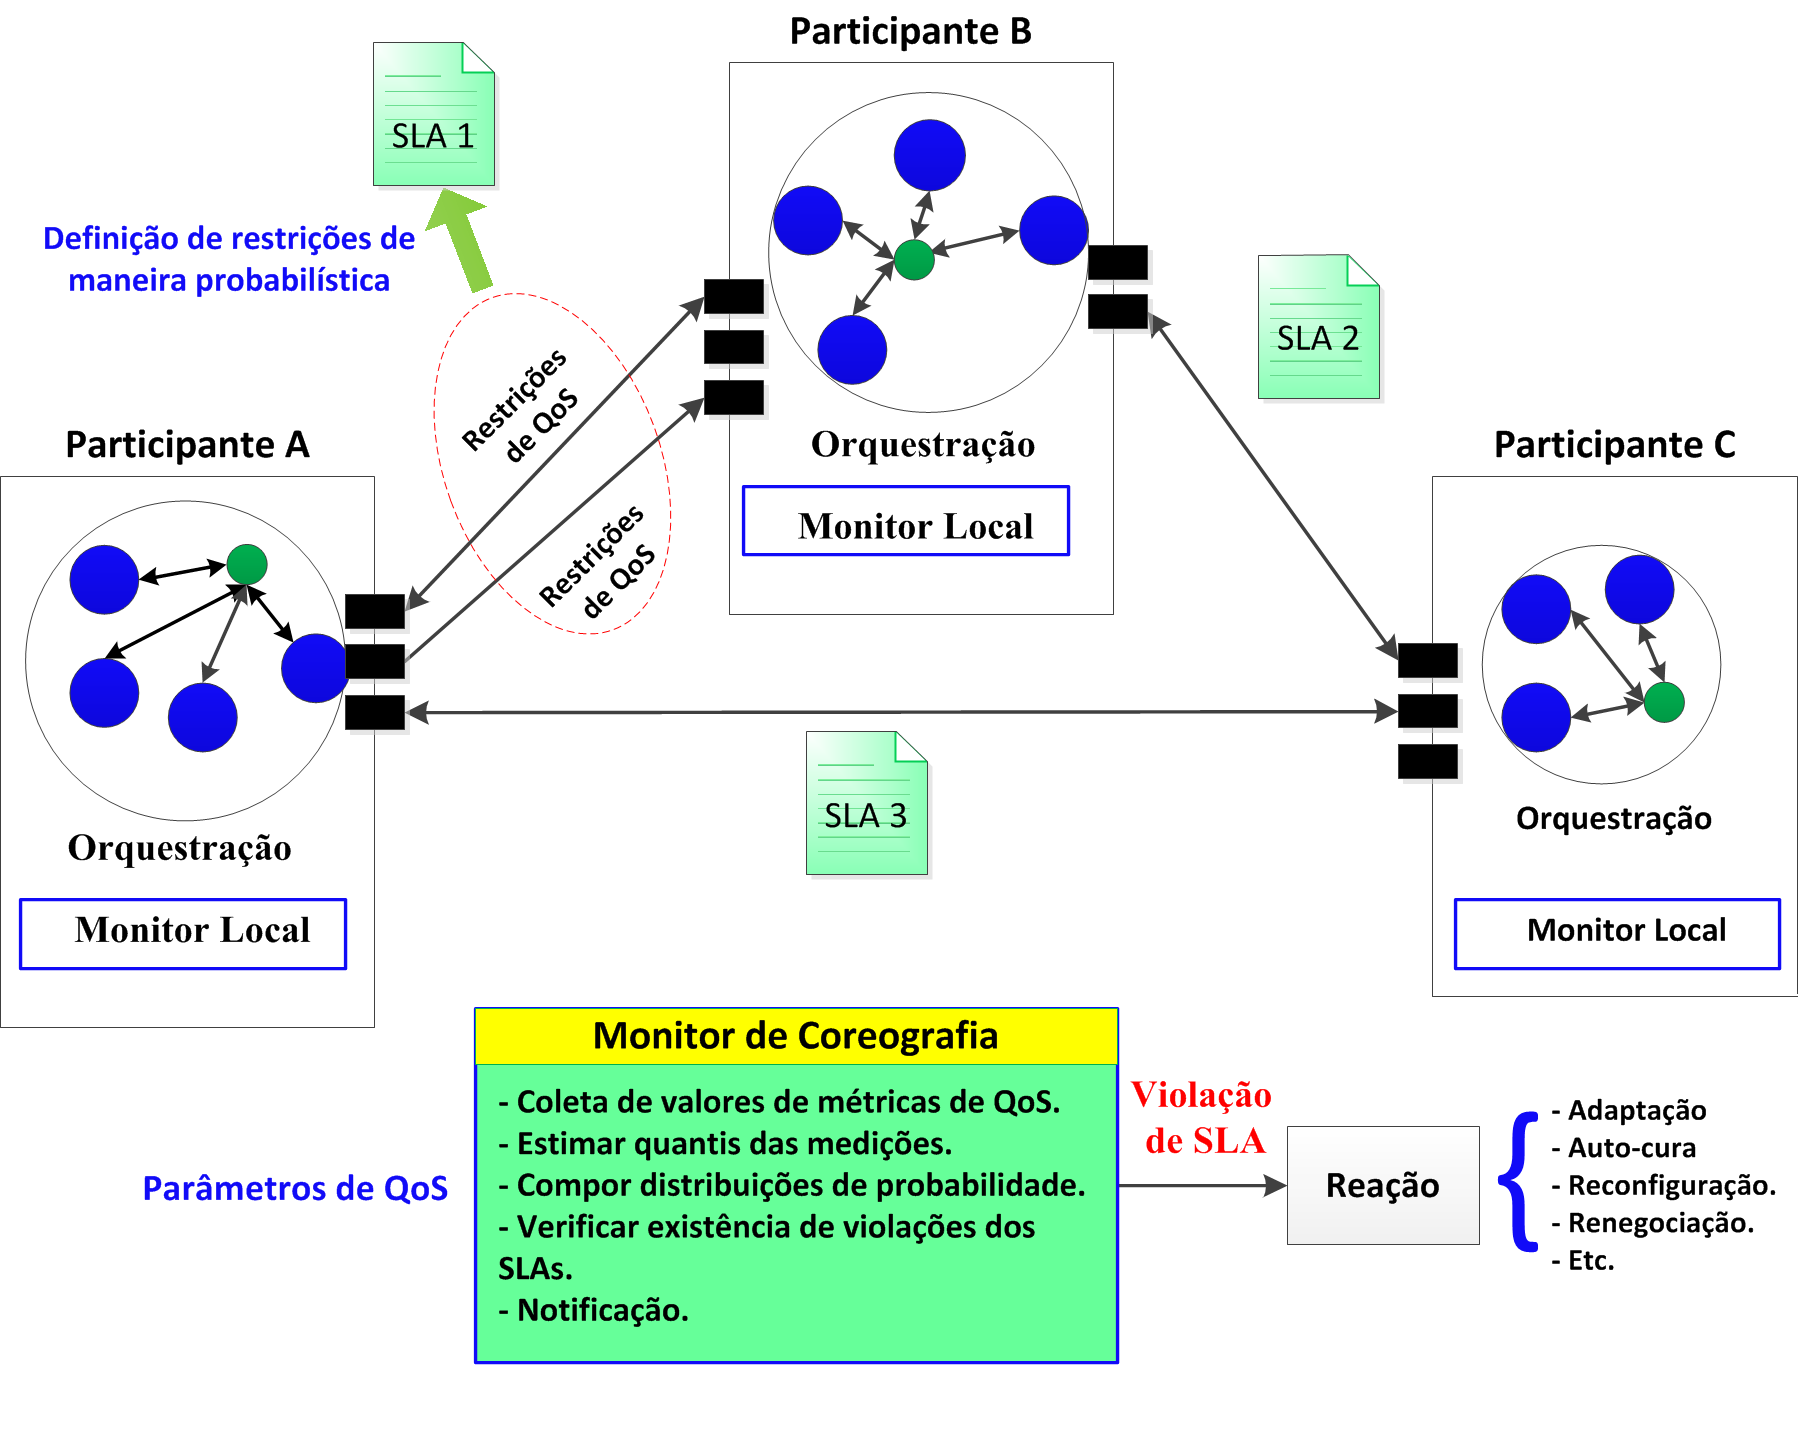 Participante B
SLA 1
Definição de restrições de
maneira probabilística
Restrições
de QoS
Restrições
de QoS
SLA 2
Participante A
Orquestração
Monitor Local
Participante C
Orquestração
Monitor Local
SLA 3
Orquestração
Monitor Local
Monitor de Coreografia
- Coleta de valores de métricas de QoS.
- Estimar quantis das medições.
- Compor distribuições de probabilidade.
- Verificar existência de violações dos
SLAs.
- Notificação.
Parâmetros de QoS
Violação
de SLA
Reação
- Adaptação
- Auto-cura
- Reconfiguração.
- Renegociação.
- Etc.